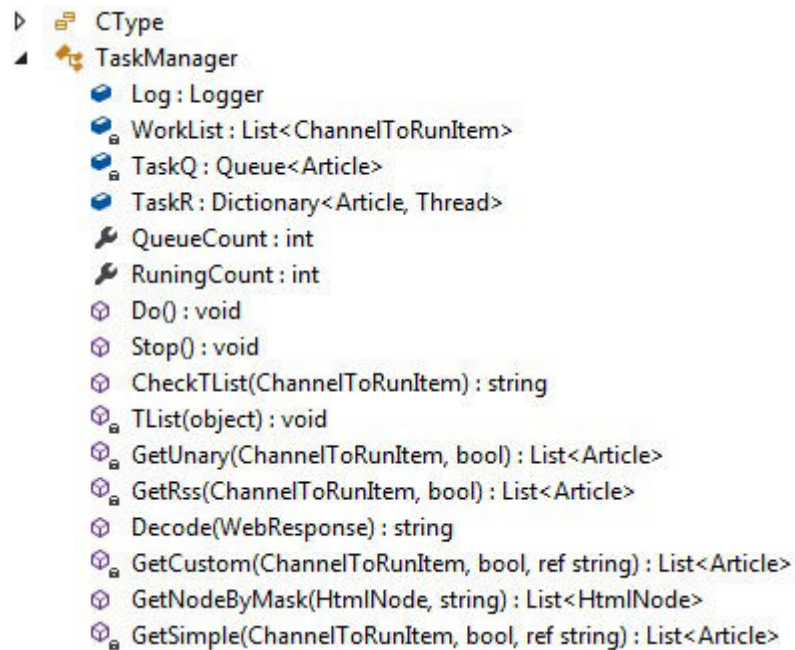 CType
TaskManager
Log : Logger
WorkList : List<ChannelToRunItem>
TaskQ : Queue<Article>
TaskR : Dictionary<Article, Thread>
QueueCount : int
RuningCount : int
Do() : void
Stop() : void
CheckTList(ChannelToRunItem) : string
TList(object) : void
GetUnary(ChannelToRunItem, bool) : List<Article>
GetRss(ChannelToRunItem, bool) : List<Article>
Decode(WebResponse) : string
GetCustom(ChannelToRunItem, bool, ref string) : List<Article>
GetNodeByMask(HtmlNode, string) : List<HtmlNode>
GetSimple(ChannelToRunItem, bool, ref string) : List<Article>